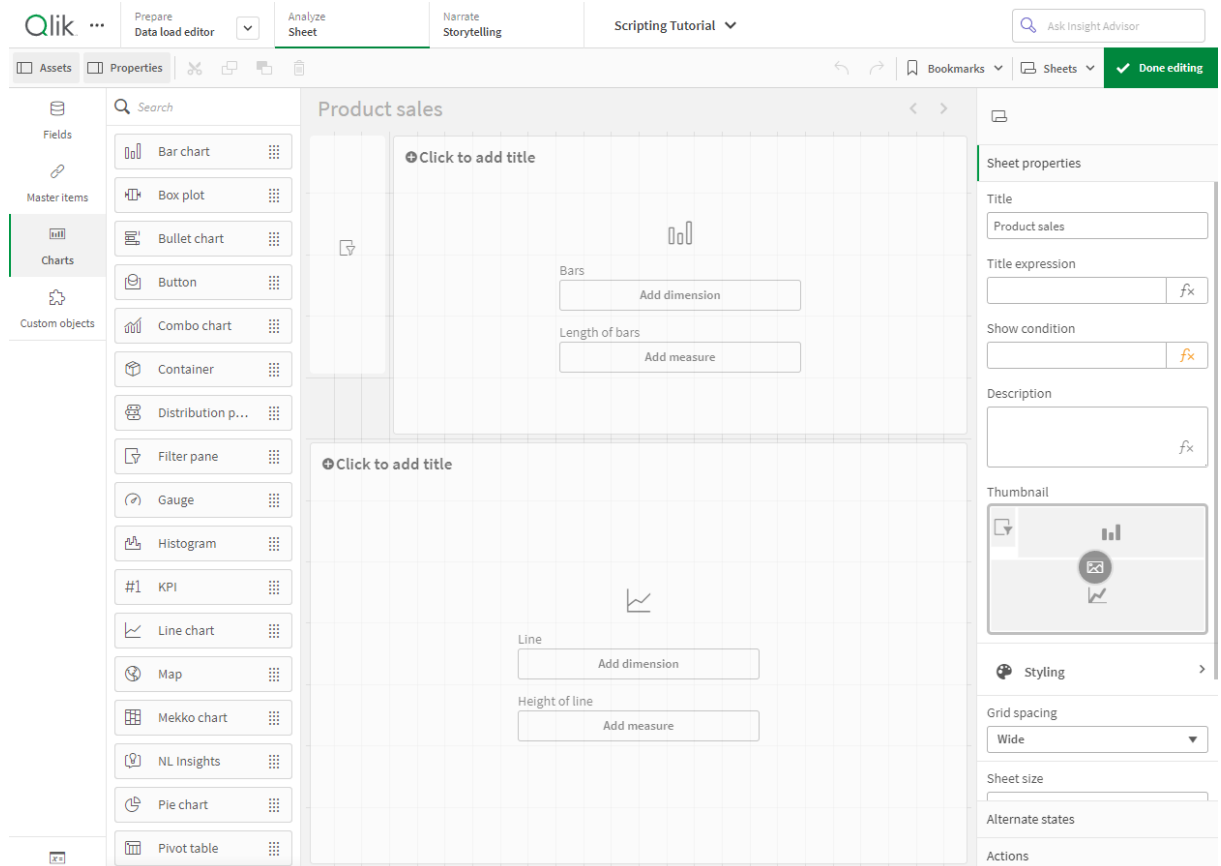 Qlik
Prepare
Data load editor
Analyze
Sheet
Narrate
Storytelling
Scripting Tutorial
Ask Insight Advisor
Assets
Properties
Bookmarks
Sheets
Done editing
Fields
Master items
Charts
Custom objects
Search
Bar chart
Box plot
Bullet chart
Button
Combo chart
Container
Distribution p...
Filter pane
Gauge
Histogram
#1 KPI
Line chart
Map
Mekko chart
NL Insights
Pie chart
Pivot table
Product sales
Click to add title
Bars
Add dimension
Length of bars
Add measure
Click to add title
Line
Add dimension
Height of line
Add measure
Sheet properties
Title
Product sales
Title expression
fx
Show condition
fx
Description
fx
Thumbnail
Styling
Grid spacing
Wide
Sheet size
Alternate states
Actions